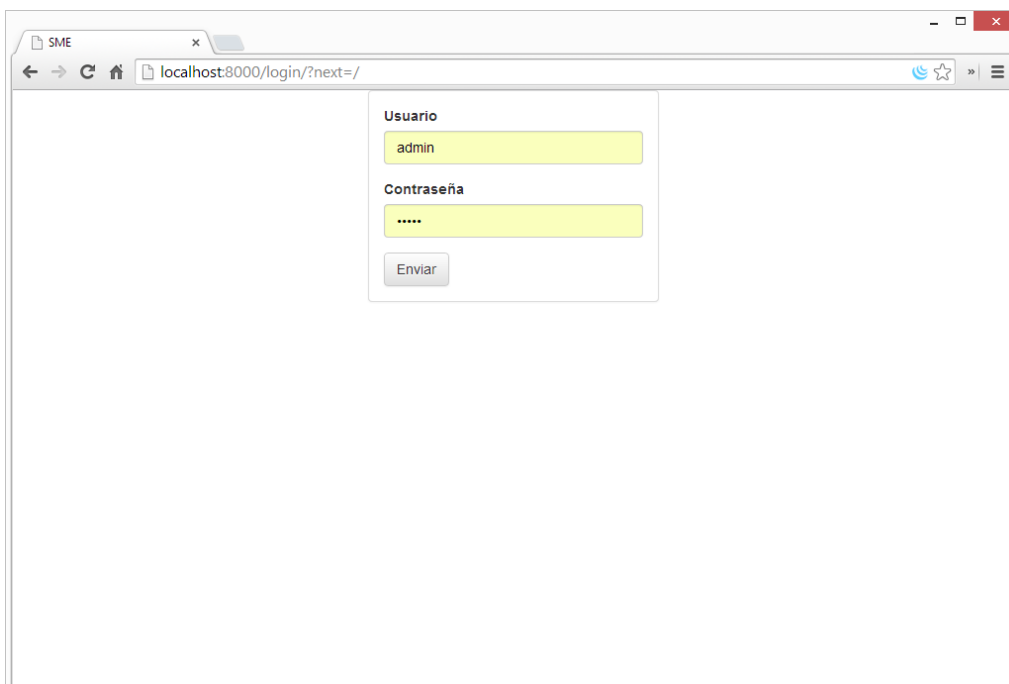 SME
localhost:8000/login/?next=/
Usuario
admin
Contraseña
•••••
Enviar